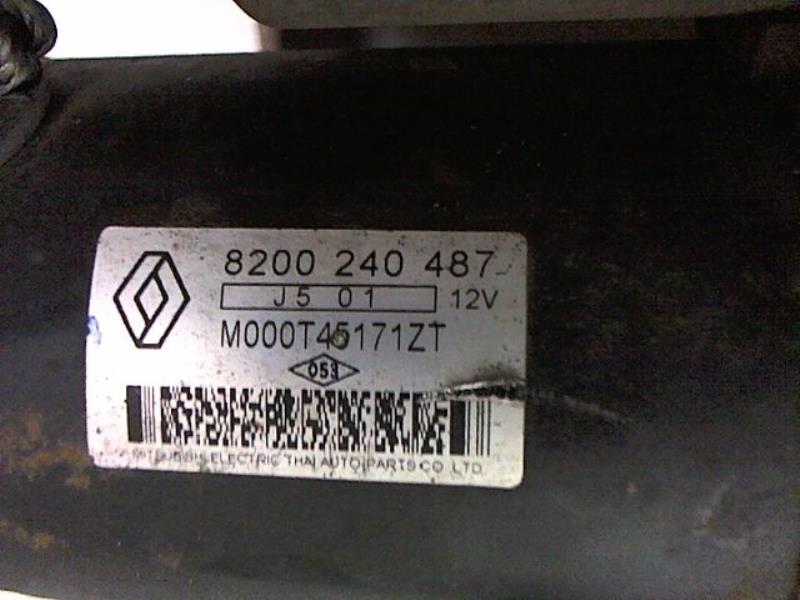 8200 240 487
J5 01 12V
M000T45171ZT
053
MITSUBISHI ELECTRIC THAI AUTO PARTS CO. LTD.